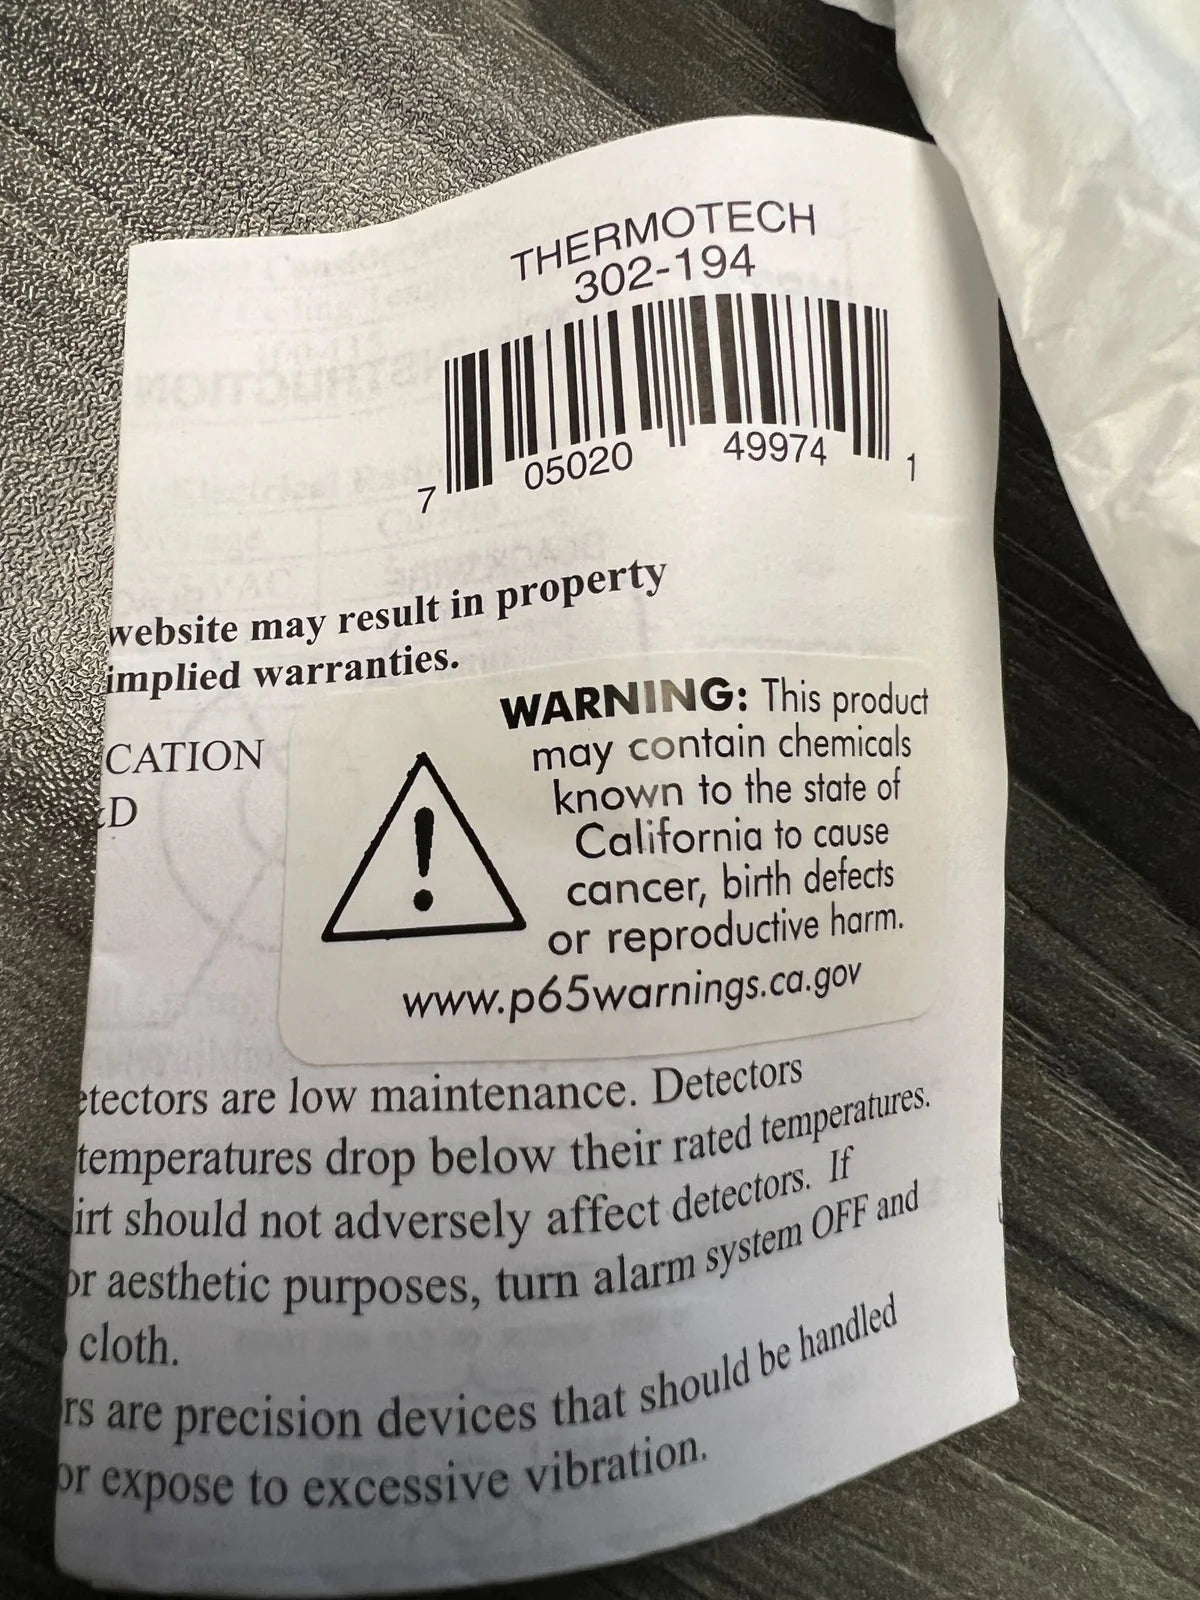 THERMOTECH
302-194
7 05020 49974 1
website may result in property
implied warranties.
CATION
D
WARNING: This product
may contain chemicals
known to the state of
California to cause
cancer, birth defects
or reproductive harm.
www.p65warnings.ca.gov
etectors are low maintenance. Detectors
temperatures drop below their rated temperatures.
irt should not adversely affect detectors. If
or aesthetic purposes, turn alarm system OFF and
cloth.
rs are precision devices that should be handled
or expose to excessive vibration.